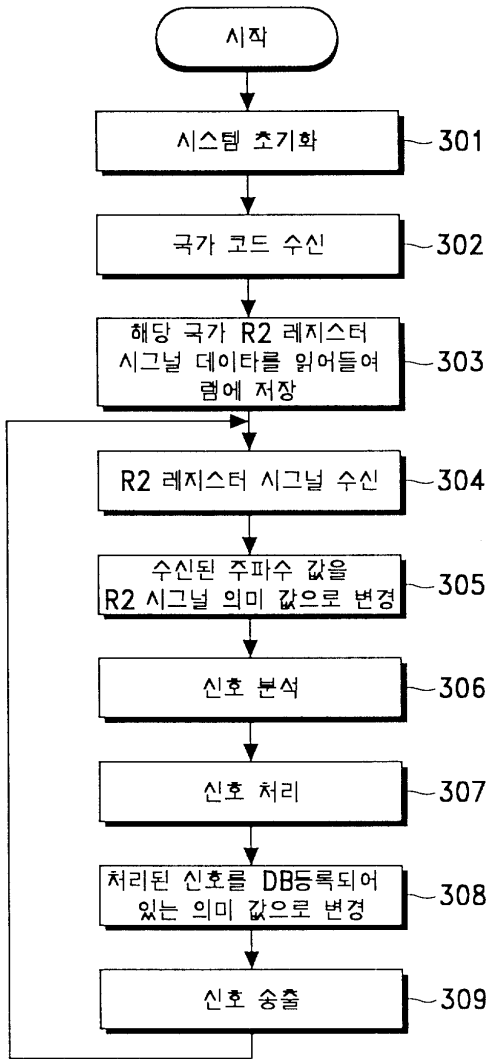 시작
시스템 초기화
301
국가 코드 수신
302
해당 국가 R2 레지스터
시그널 데이타를 읽어들여
램에 저장
303
R2 레지스터 시그널 수신
304
수신된 주파수 값을
R2 시그널 의미 값으로 변경
305
신호 분석
306
신호 처리
307
처리된 신호를 DB등록되어
있는 의미 값으로 변경
308
신호 송출
309